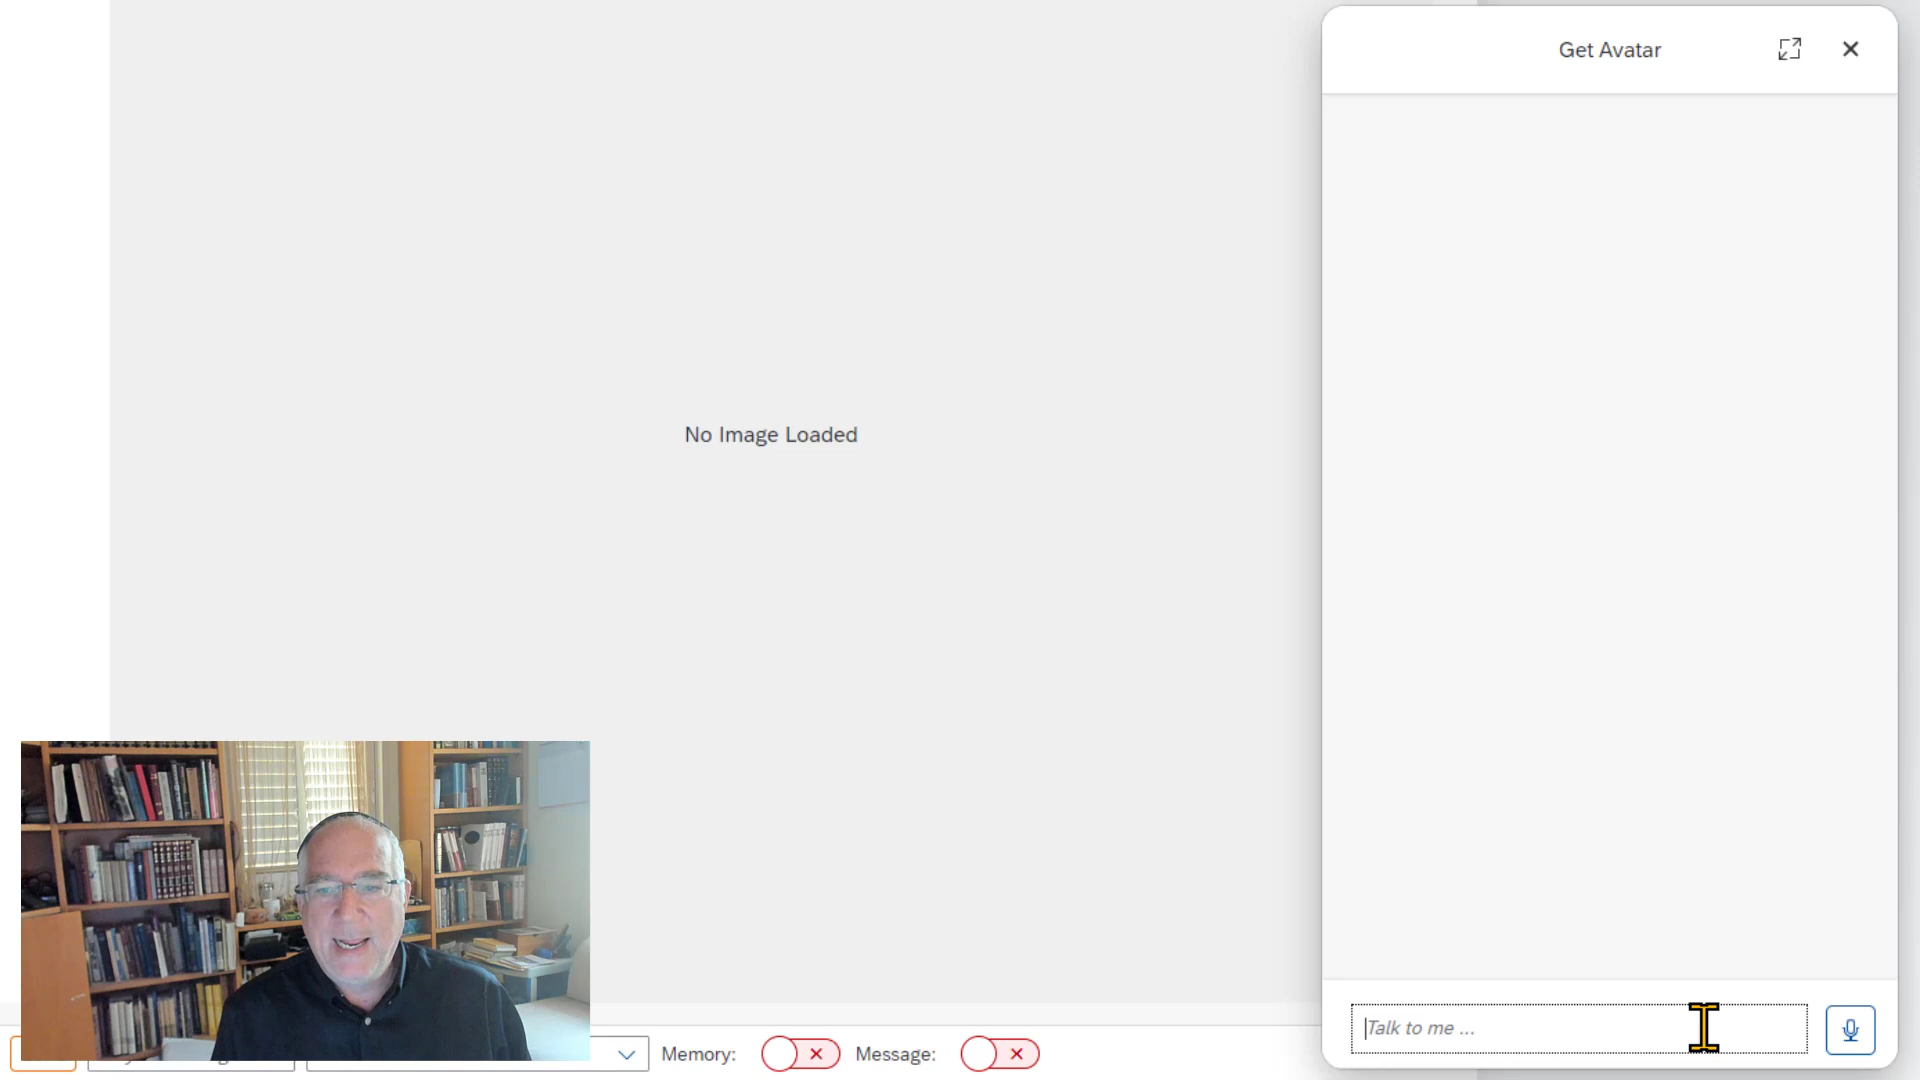 Get Avatar
No Image Loaded
Talk to me ...
Memory:
Message: